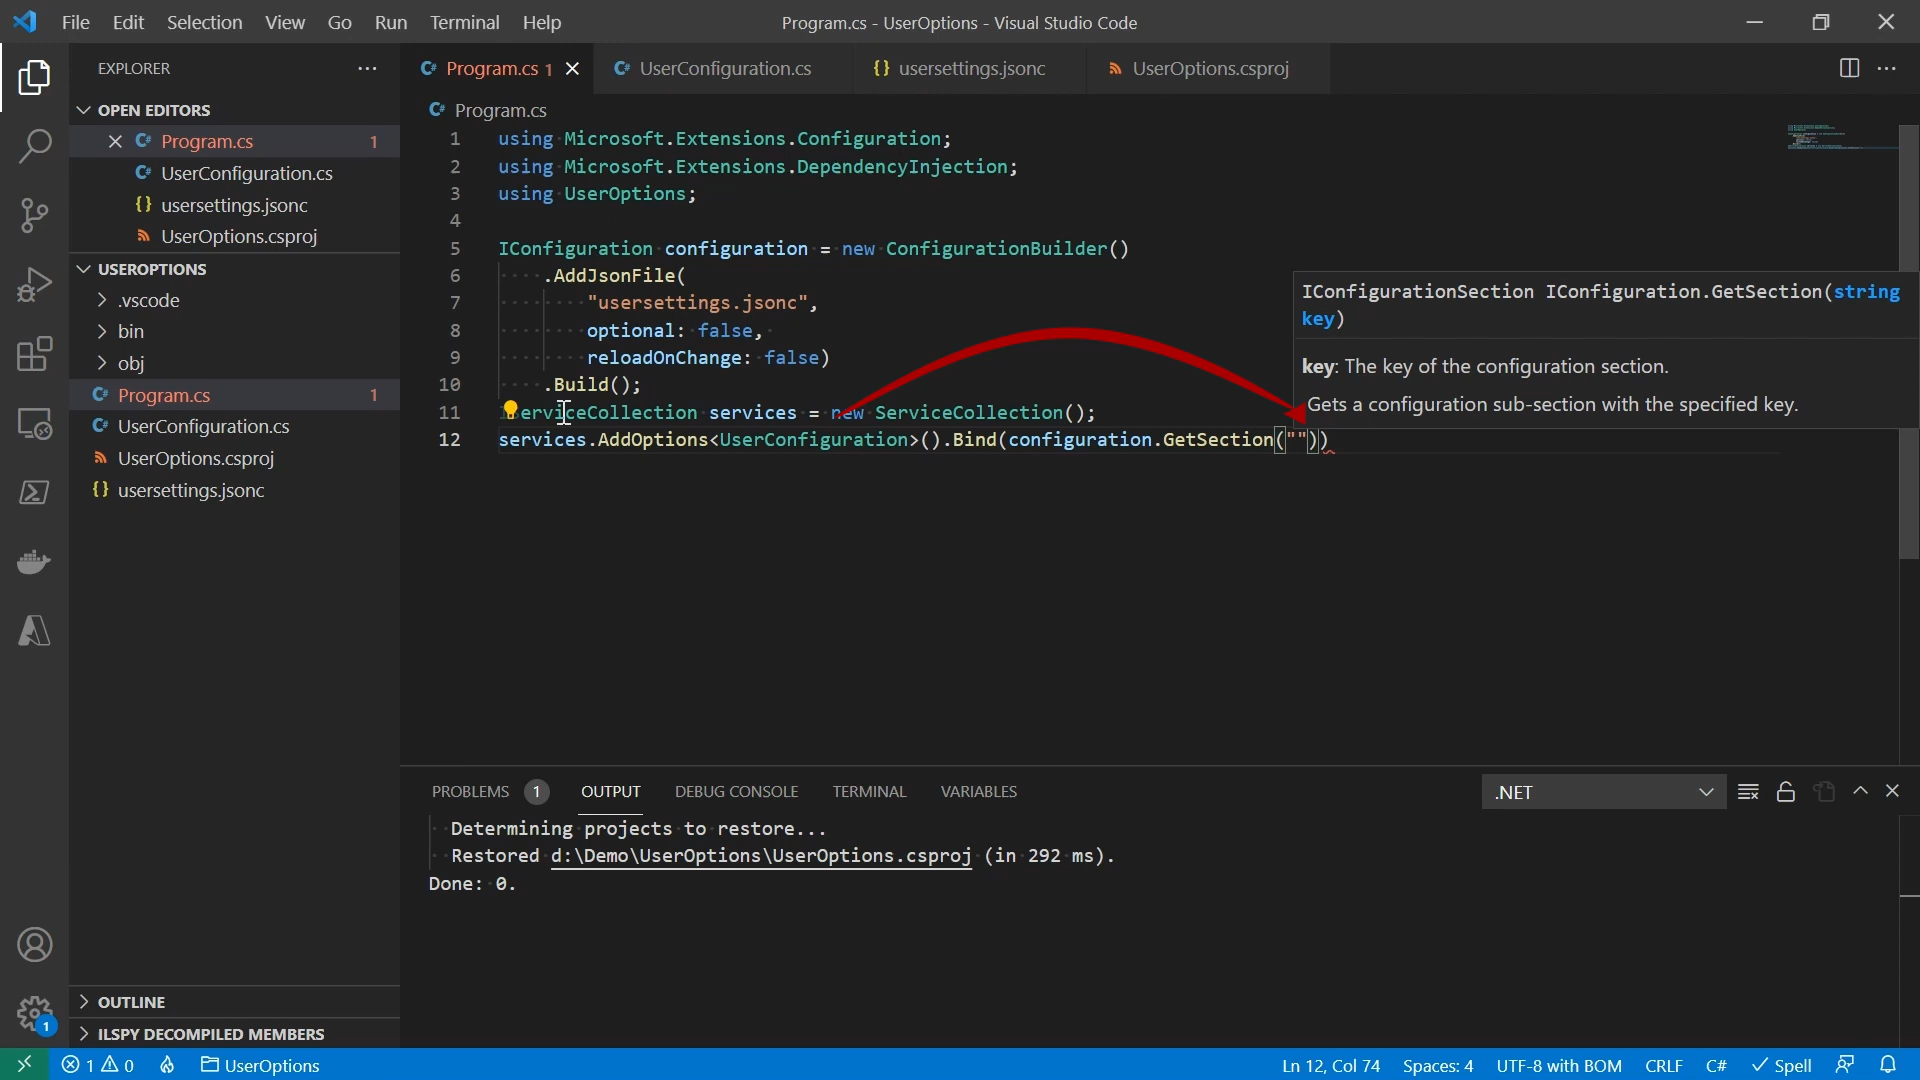 File Edit Selection View Go Run Terminal Help
Program.cs - UserOptions - Visual Studio Code
EXPLORER
OPEN EDITORS
Program.cs 1
UserConfiguration.cs
usersettings.jsonc
UserOptions.csproj
USEROPTIONS
.vscode
bin
obj
Program.cs 1
UserConfiguration.cs
UserOptions.csproj
usersettings.jsonc
OUTLINE
ILSPY DECOMPILED MEMBERS
Program.cs 1 UserConfiguration.cs usersettings.jsonc UserOptions.csproj
Program.cs
1 using Microsoft.Extensions.Configuration;
2 using Microsoft.Extensions.DependencyInjection;
3 using UserOptions;
4
5 IConfiguration configuration = new ConfigurationBuilder()
6 .AddJsonFile(
7 "usersettings.jsonc",
8 optional: false,
9 reloadOnChange: false)
10 .Build();
11 IServiceCollection services = new ServiceCollection();
12 services.AddOptions<UserConfiguration>().Bind(configuration.GetSection(""))
IConfigurationSection IConfiguration.GetSection(string
key)
key: The key of the configuration section.
Gets a configuration sub-section with the specified key.
PROBLEMS 1 OUTPUT DEBUG CONSOLE TERMINAL VARIABLES
.NET
Determining projects to restore...
Restored d:\Demo\UserOptions\UserOptions.csproj (in 292 ms).
Done: 0.
1
1 0 UserOptions
Ln 12, Col 74 Spaces: 4 UTF-8 with BOM CRLF C# Spell